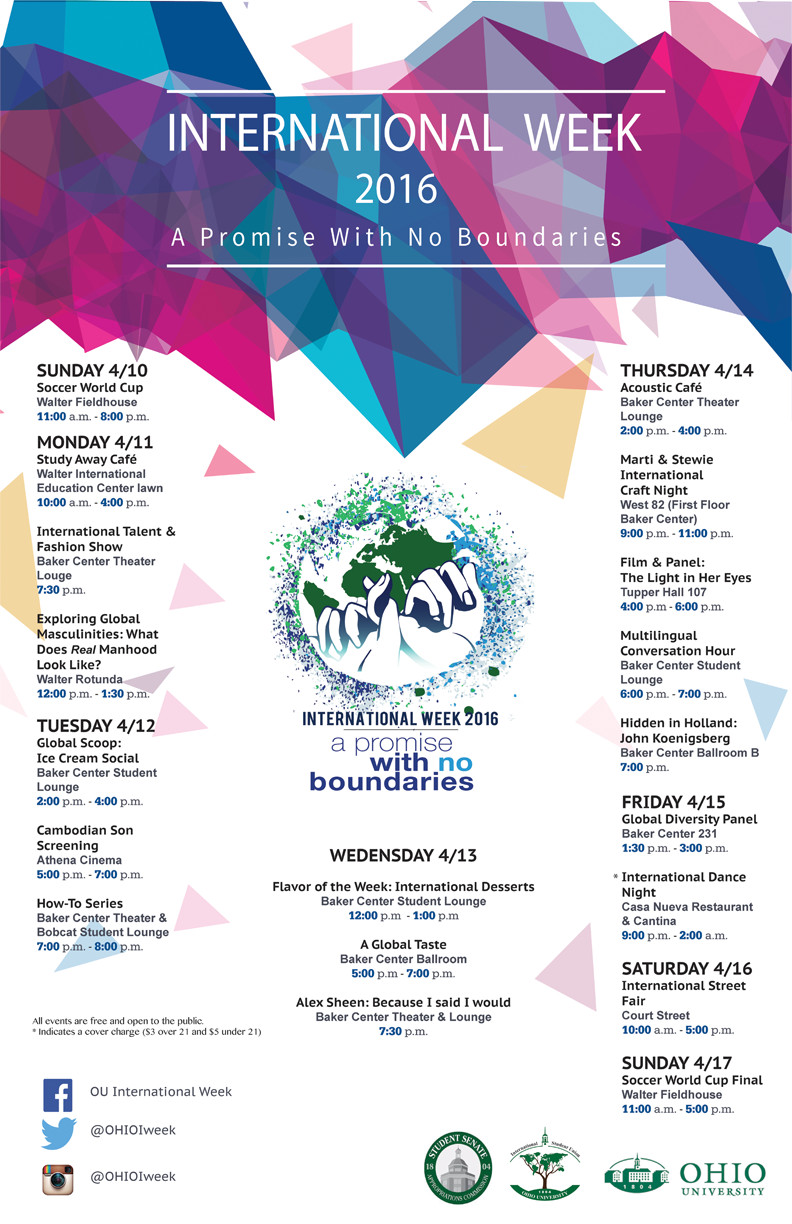 INTERNATIONAL WEEK
2016
A Promise With No Boundaries
SUNDAY 4/10
Soccer World Cup
Walter Fieldhouse
11:00 a.m. - 8:00 p.m.
MONDAY 4/11
Study Away Café
Walter International
Education Center lawn
10:00 a.m. - 4:00 p.m.
International Talent &
Fashion Show
Baker Center Theater
Louge
7:30 p.m.
Exploring Global
Masculinities: What
Does Real Manhood
Look Like?
Walter Rotunda
12:00 p.m. - 1:30 p.m.
TUESDAY 4/12
Global Scoop:
Ice Cream Social
Baker Center Student
Lounge
2:00 p.m. - 4:00 p.m.
Cambodian Son
Screening
Athena Cinema
5:00 p.m. - 7:00 p.m.
How-To Series
Baker Center Theater &
Bobcat Student Lounge
7:00 p.m. - 8:00 p.m.
INTERNATIONAL WEEK 2016
a promise
with no
boundaries
WEDENSDAY 4/13
Flavor of the Week: International Desserts
Baker Center Student Lounge
12:00 p.m - 1:00 p.m
A Global Taste
Baker Center Ballroom
5:00 p.m - 7:00 p.m.
Alex Sheen: Because I said I would
Baker Center Theater & Lounge
7:30 p.m.
THURSDAY 4/14
Acoustic Café
Baker Center Theater
Lounge
2:00 p.m. - 4:00 p.m.
Marti & Stewie
International
Craft Night
West 82 (First Floor
Baker Center)
9:00 p.m. - 11:00 p.m.
Film & Panel:
The Light in Her Eyes
Tupper Hall 107
4:00 p.m - 6:00 p.m.
Multilingual
Conversation Hour
Baker Center Student
Lounge
6:00 p.m. - 7:00 p.m.
Hidden in Holland:
John Koenigsberg
Baker Center Ballroom B
7:00 p.m.
FRIDAY 4/15
Global Diversity Panel
Baker Center 231
1:30 p.m. - 3:00 p.m.
* International Dance
Night
Casa Nueva Restaurant
& Cantina
9:00 p.m. - 2:00 a.m.
SATURDAY 4/16
International Street
Fair
Court Street
10:00 a.m. - 5:00 p.m.
SUNDAY 4/17
Soccer World Cup Final
Walter Fieldhouse
11:00 a.m. - 5:00 p.m.
All events are free and open to the public.
* Indicates a cover charge ($3 over 21 and $5 under 21)
OU International Week
@OHIOIweek
@OHIOIweek
STUDENT SENATE
18 04
APPROPRIATIONS COMMISSION
International Student Union
1804
OHIO UNIVERSITY
1804
OHIO
UNIVERSITY